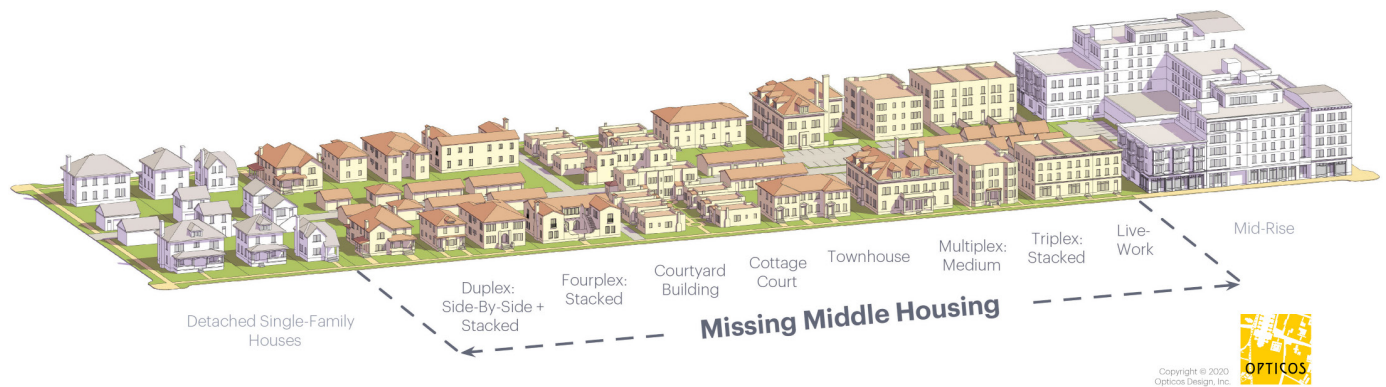 Detached Single-Family
Houses
Duplex:
Side-By-Side +
Stacked
Fourplex:
Stacked
Courtyard
Building
Cottage
Court
Townhouse
Multiplex:
Medium
Triplex:
Stacked
Live-
Work
Mid-Rise
Missing Middle Housing
Copyright © 2020
Opticos Design, Inc.
OPTICOS